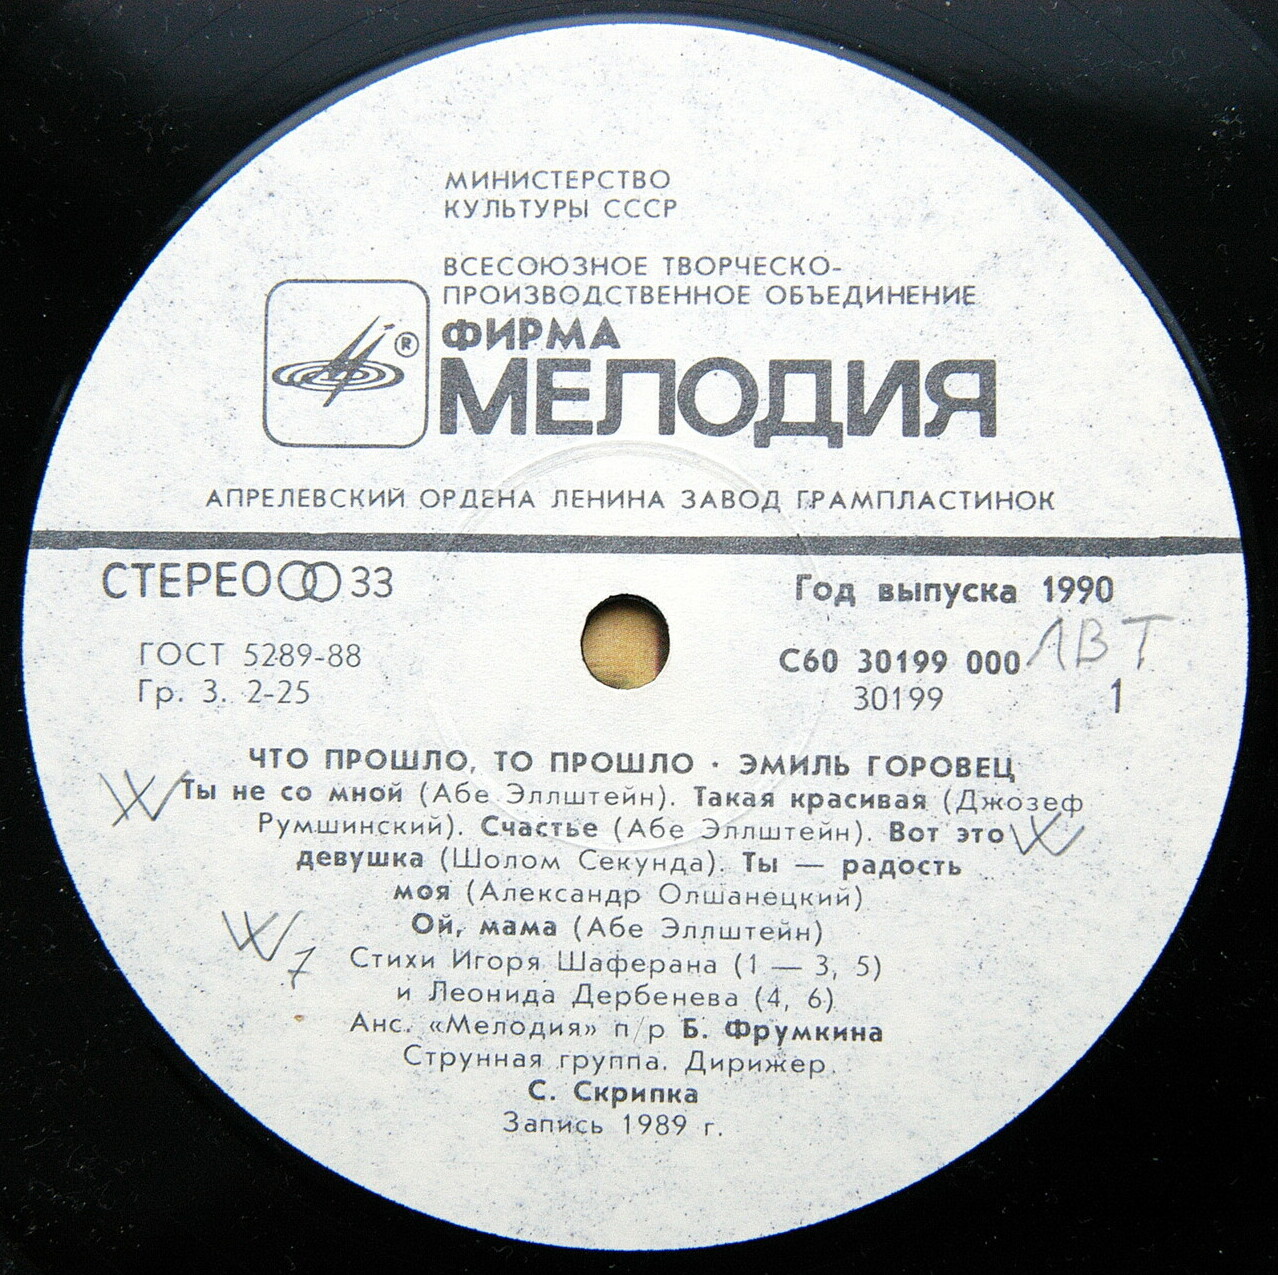 МИНИСТЕРСТВО
КУЛЬТУРЫ СССР
ВСЕСОЮЗНОЕ ТВОРЧЕСКО-
ПРОИЗВОДСТВЕННОЕ ОБЪЕДИНЕНИЕ
ФИРМА
®
МЕЛОДИЯ
АПРЕЛЕВСКИЙ ОРДЕНА ЛЕНИНА ЗАВОД ГРАМПЛАСТИНОК
СТЕРЕО 33
Год выпуска 1990
ГОСТ 5289-88
С60 30199 000
Гр. 3. 2-25
30199 1
ЧТО ПРОШЛО, ТО ПРОШЛО · ЭМИЛЬ ГОРОВЕЦ
Ты не со мной (Абе Эллштейн). Такая красивая (Джозеф
Румшинский). Счастье (Абе Эллштейн). Вот это
девушка (Шолом Секунда). Ты — радость
моя (Александр Олшанецкий)
Ой, мама (Абе Эллштейн)
Стихи Игоря Шаферана (1 — 3, 5)
и Леонида Дербенева (4, 6)
Анс. «Мелодия» п/р Б. Фрумкина
Струнная группа. Дирижер
С. Скрипка
Запись 1989 г.